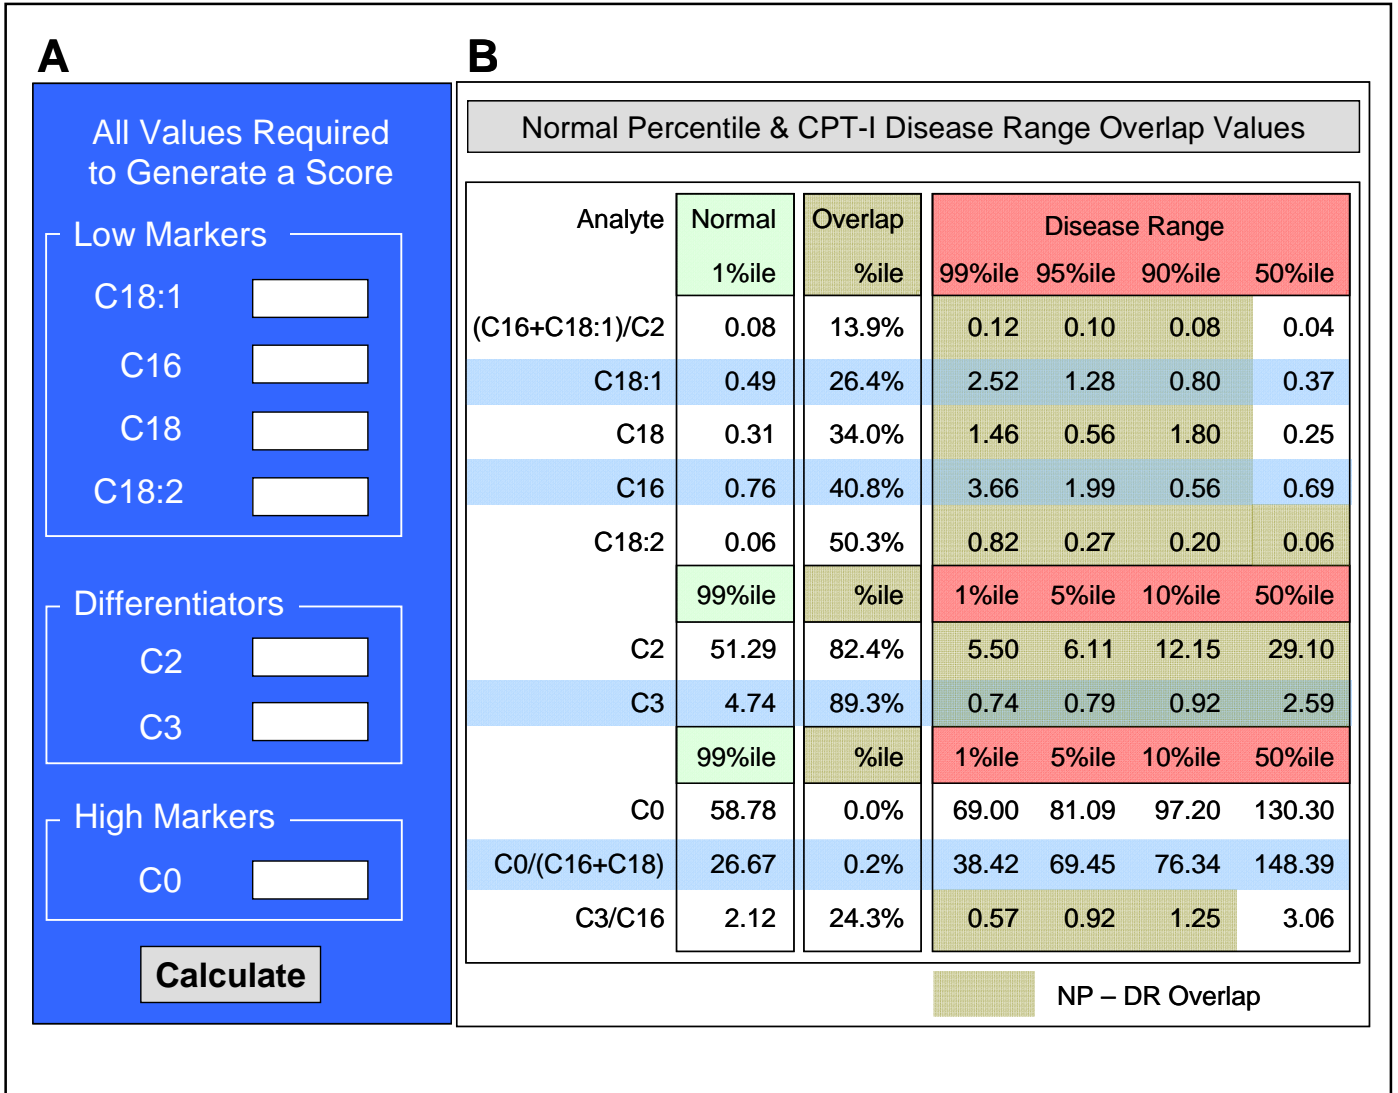 A
All Values Required
to Generate a Score
Low Markers
C18:1
C16
C18
C18:2
Differentiators
C2
C3
High Markers
C0
Calculate
B
Normal Percentile & CPT-I Disease Range Overlap Values
Analyte Normal Overlap Disease Range
1%ile %ile 99%ile 95%ile 90%ile 50%ile
(C16+C18:1)/C2 0.08 13.9% 0.12 0.10 0.08 0.04
C18:1 0.49 26.4% 2.52 1.28 0.80 0.37
C18 0.31 34.0% 1.46 0.56 1.80 0.25
C16 0.76 40.8% 3.66 1.99 0.56 0.69
C18:2 0.06 50.3% 0.82 0.27 0.20 0.06
99%ile %ile 1%ile 5%ile 10%ile 50%ile
C2 51.29 82.4% 5.50 6.11 12.15 29.10
C3 4.74 89.3% 0.74 0.79 0.92 2.59
99%ile %ile 1%ile 5%ile 10%ile 50%ile
C0 58.78 0.0% 69.00 81.09 97.20 130.30
C0/(C16+C18) 26.67 0.2% 38.42 69.45 76.34 148.39
C3/C16 2.12 24.3% 0.57 0.92 1.25 3.06
NP – DR Overlap